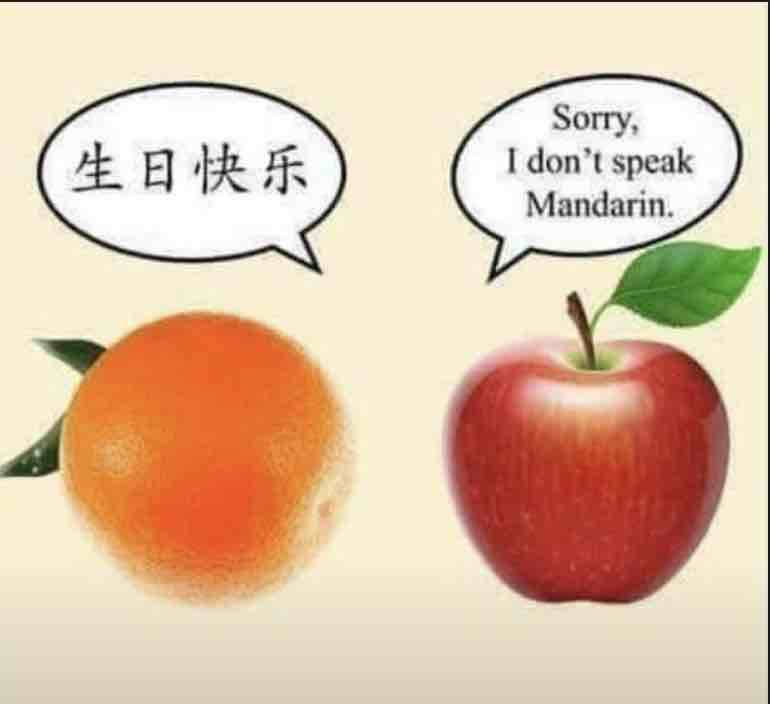 生日快乐
Sorry,
I don’t speak
Mandarin.